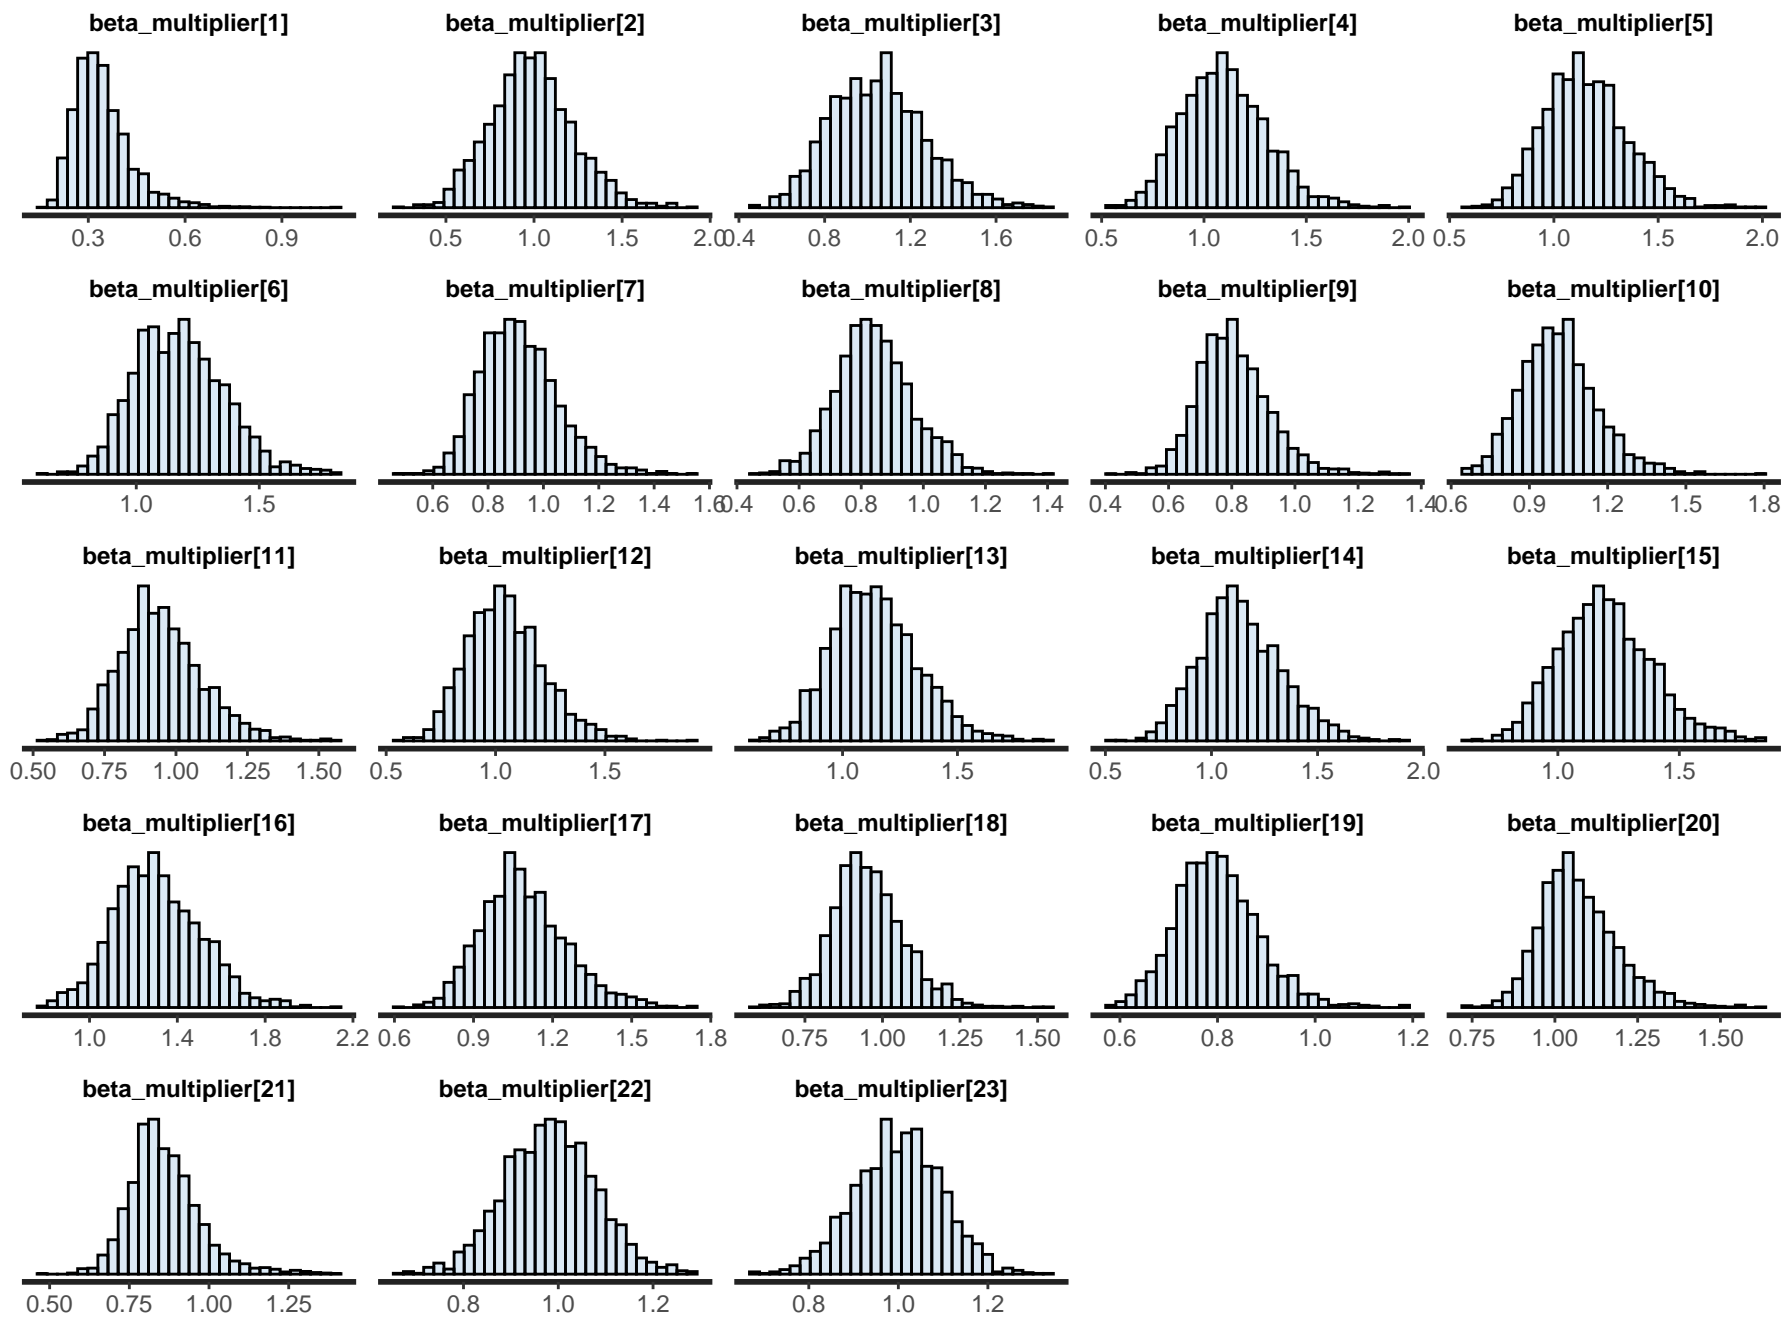 beta_multiplier[1] beta_multiplier[2] beta_multiplier[3] beta_multiplier[4] beta_multiplier[5]
0.3 0.6 0.9 0.5 1.0 1.5 2.0 0.4 0.8 1.2 1.6 0.5 1.0 1.5 2.0 0.5 1.0 1.5 2.0
beta_multiplier[6] beta_multiplier[7] beta_multiplier[8] beta_multiplier[9] beta_multiplier[10]
1.0 1.5 0.6 0.8 1.0 1.2 1.4 1.6 0.4 0.6 0.8 1.0 1.2 1.4 0.4 0.6 0.8 1.0 1.2 1.4 0.6 0.9 1.2 1.5 1.8
beta_multiplier[11] beta_multiplier[12] beta_multiplier[13] beta_multiplier[14] beta_multiplier[15]
0.50 0.75 1.00 1.25 1.50 0.5 1.0 1.5 1.0 1.5 0.5 1.0 1.5 2.0 1.0 1.5
beta_multiplier[16] beta_multiplier[17] beta_multiplier[18] beta_multiplier[19] beta_multiplier[20]
1.0 1.4 1.8 2.2 0.6 0.9 1.2 1.5 1.8 0.75 1.00 1.25 1.50 0.6 0.8 1.0 1.2 0.75 1.00 1.25 1.50
beta_multiplier[21] beta_multiplier[22] beta_multiplier[23]
0.50 0.75 1.00 1.25 0.8 1.0 1.2 0.8 1.0 1.2